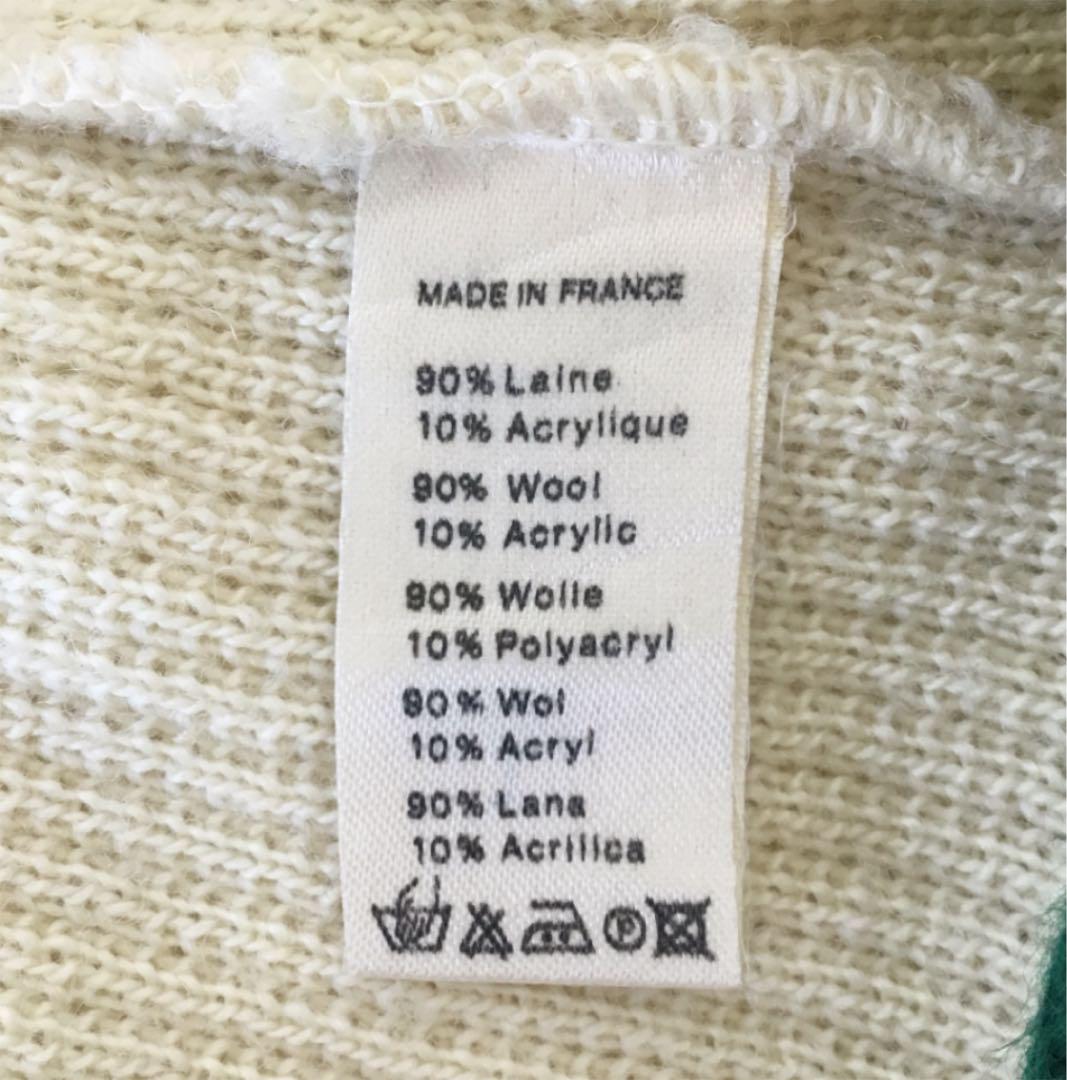 MADE IN FRANCE
90% Laine
10% Acrylique
90% Wool
10% Acrylic
90% Wolle
10% Polyacryl
90% Wol
10% Acryl
90% Lana
10% Acrilica
P